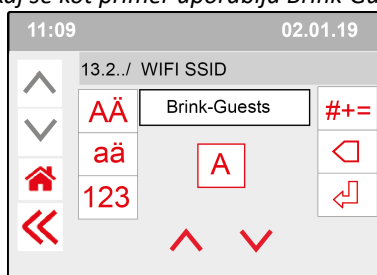 kaj se kot primer uporablja Brink-Gu
11:09 02.01.19
13.2../ WIFI SSID
AÄ Brink-Guests #+=
aä A
123